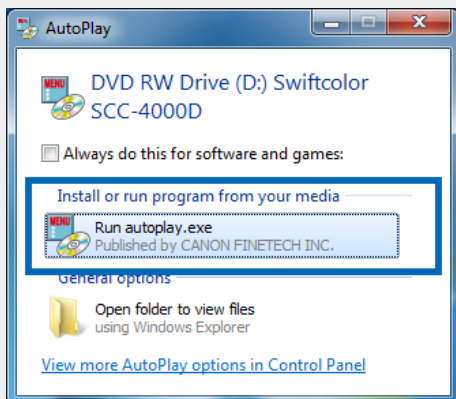 AutoPlay
DVD RW Drive (D:) Swiftcolor
SCC-4000D
Always do this for software and games:
Install or run program from your media
MENU
Run autoplay.exe
Published by CANON FINETECH INC.
General options
Open folder to view files
using Windows Explorer
View more AutoPlay options in Control Panel